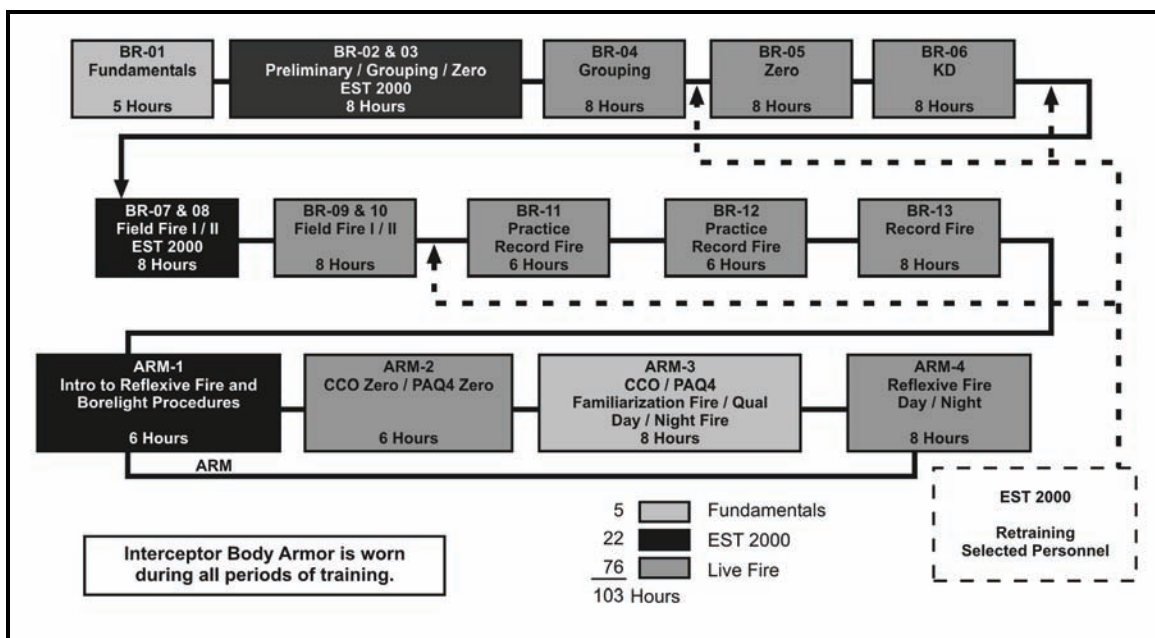 BR-01
Fundamentals
5 Hours
BR-02 & 03
Preliminary / Grouping / Zero
EST 2000
8 Hours
BR-04
Grouping
8 Hours
BR-05
Zero
8 Hours
BR-06
KD
8 Hours
BR-07 & 08
Field Fire I / II
EST 2000
8 Hours
BR-09 & 10
Field Fire I / II
8 Hours
BR-11
Practice
Record Fire
6 Hours
BR-12
Practice
Record Fire
6 Hours
BR-13
Record Fire
8 Hours
ARM-1
Intro to Reflexive Fire and
Borelight Procedures
6 Hours
ARM-2
CCO Zero / PAQ4 Zero
6 Hours
ARM-3
CCO / PAQ4
Familiarization Fire / Qual
Day / Night Fire
8 Hours
ARM-4
Reflexive Fire
Day / Night
8 Hours
ARM
EST 2000
Retraining
Selected Personnel
Interceptor Body Armor is worn
during all periods of training.
5 Fundamentals
22 EST 2000
76 Live Fire
103 Hours